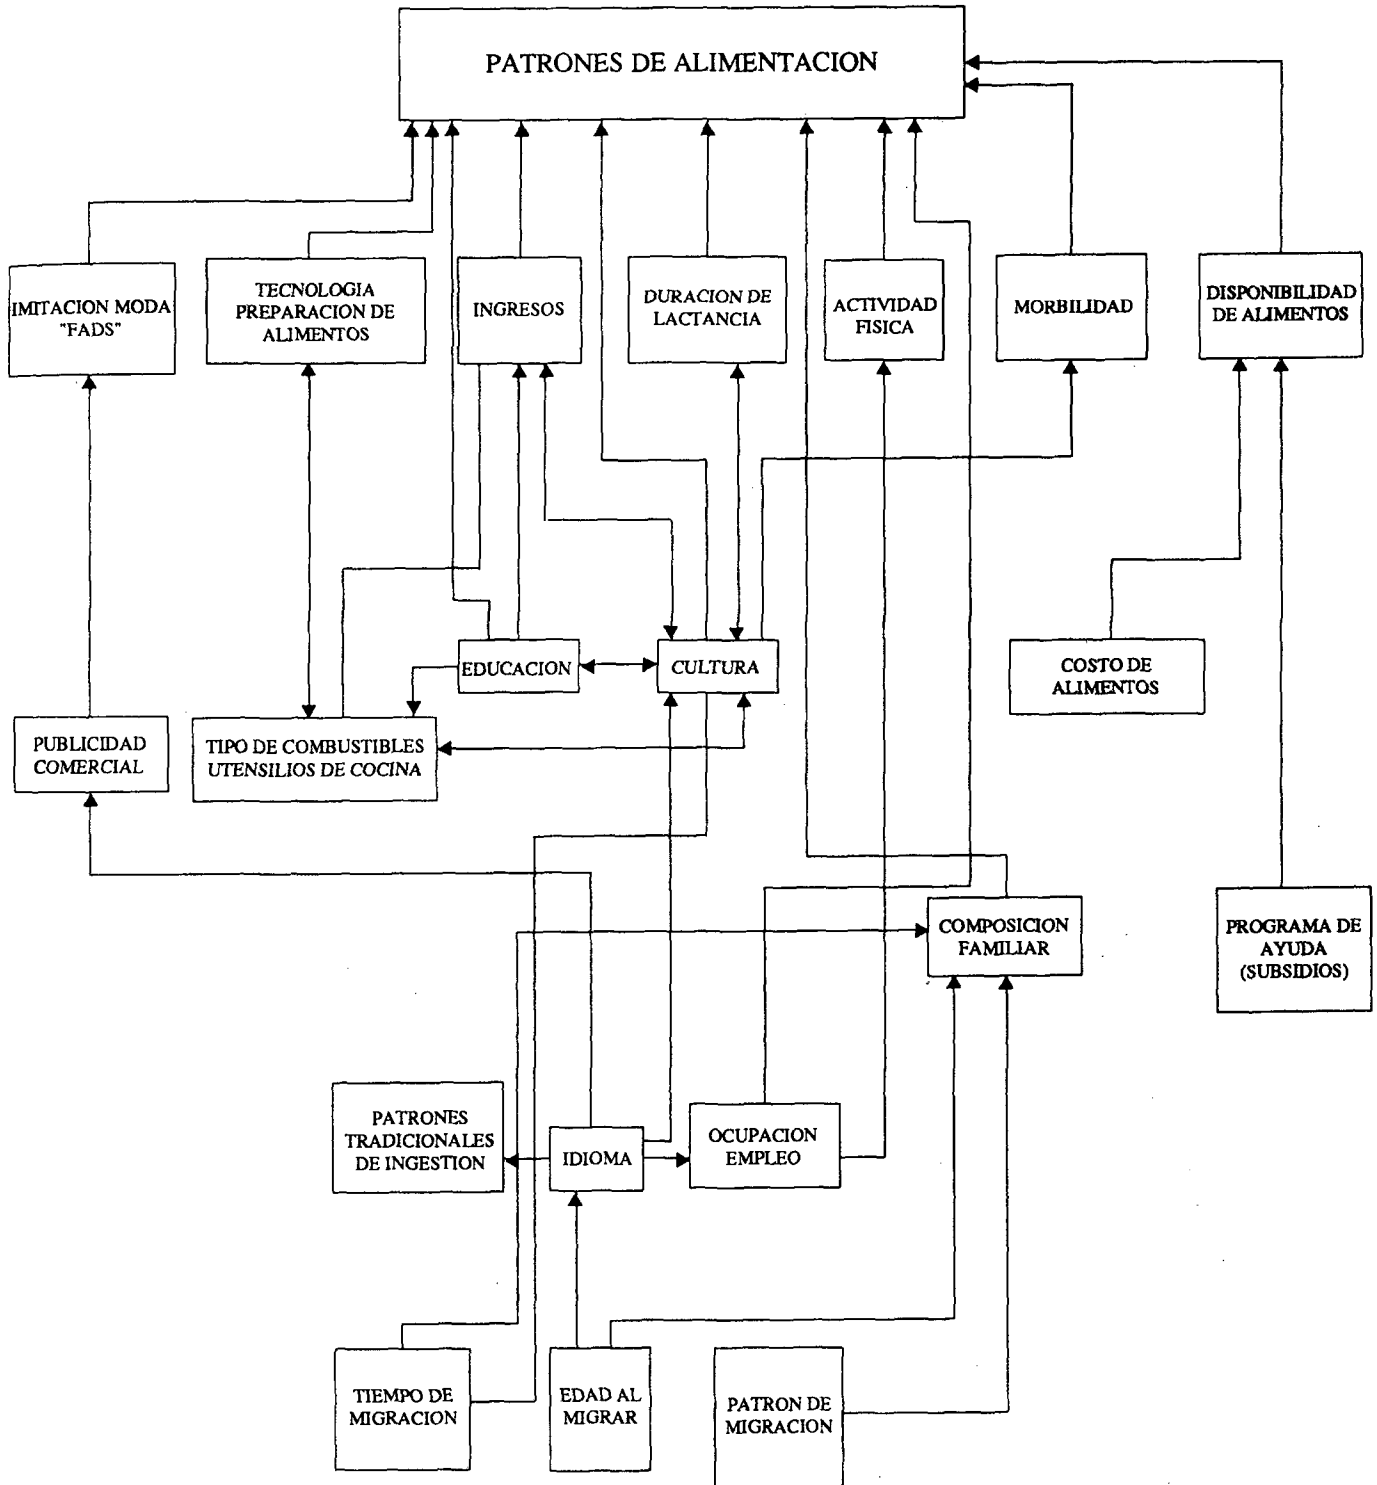 PATRONES DE ALIMENTACION
IMITACION MODA
"FADS"
TECNOLOGIA
PREPARACION DE
ALIMENTOS
INGRESOS
DURACION DE
LACTANCIA
ACTIVIDAD
FISICA
MORBILIDAD
DISPONIBILIDAD
DE ALIMENTOS
EDUCACION
CULTURA
COSTO DE
ALIMENTOS
PUBLICIDAD
COMERCIAL
TIPO DE COMBUSTIBLES
UTENSILIOS DE COCINA
COMPOSICION
FAMILIAR
PROGRAMA DE
AYUDA
(SUBSIDIOS)
PATRONES
TRADICIONALES
DE INGESTION
IDIOMA
OCUPACION
EMPLEO
TIEMPO DE
MIGRACION
EDAD AL
MIGRAR
PATRON DE
MIGRACION